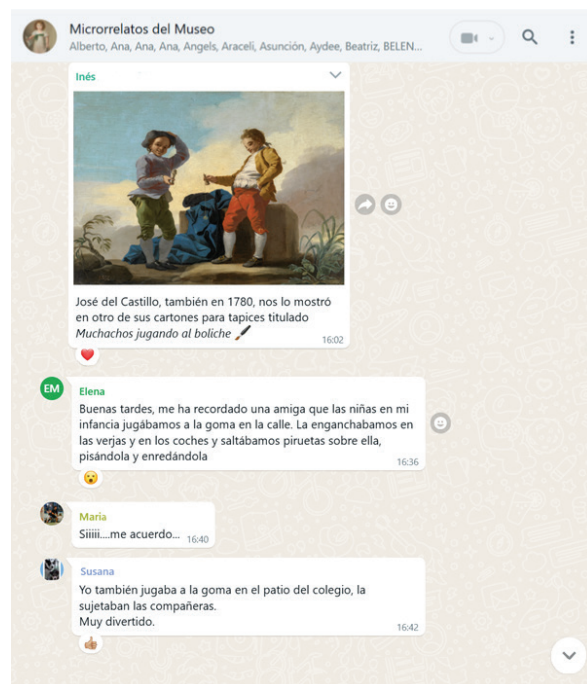 Microrrelatos del Museo
Alberto, Ana, Ana, Ana, Angels, Araceli, Asunción, Aydee, Beatriz, BELEN...
Inés
José del Castillo, también en 1780, nos lo mostró
en otro de sus cartones para tapices titulado
Muchachos jugando al boliche 🖌️
16:02
EM
Elena
Buenas tardes, me ha recordado una amiga que las niñas en mi
infancia jugábamos a la goma en la calle. La enganchabamos en
las verjas y en los coches y saltábamos piruetas sobre ella,
pisándola y enredándola
16:36
Maria
Siiiii....me acuerdo... 16:40
Susana
Yo también jugaba a la goma en el patio del colegio, la
sujetaban las compañeras.
Muy divertido.
16:42